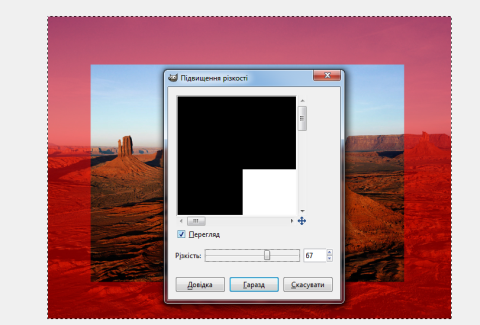 Підвищення різкості
Перегляд
Різкість:
67
Довідка
Гаразд
Скасувати